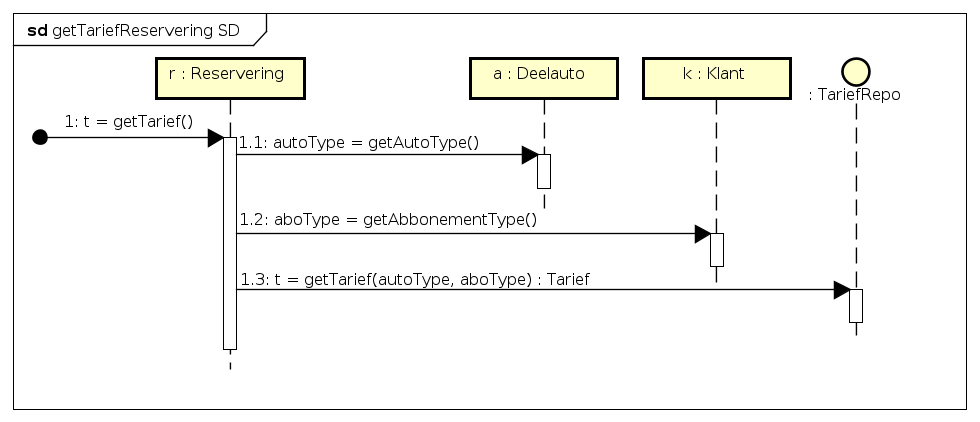 sd getTariefReservering SD
r : Reservering
a : Deelauto
k : Klant
: TariefRepo
1: t = getTarief()
1.1: autoType = getAutoType()
1.2: aboType = getAbbonementType()
1.3: t = getTarief(autoType, aboType) : Tarief